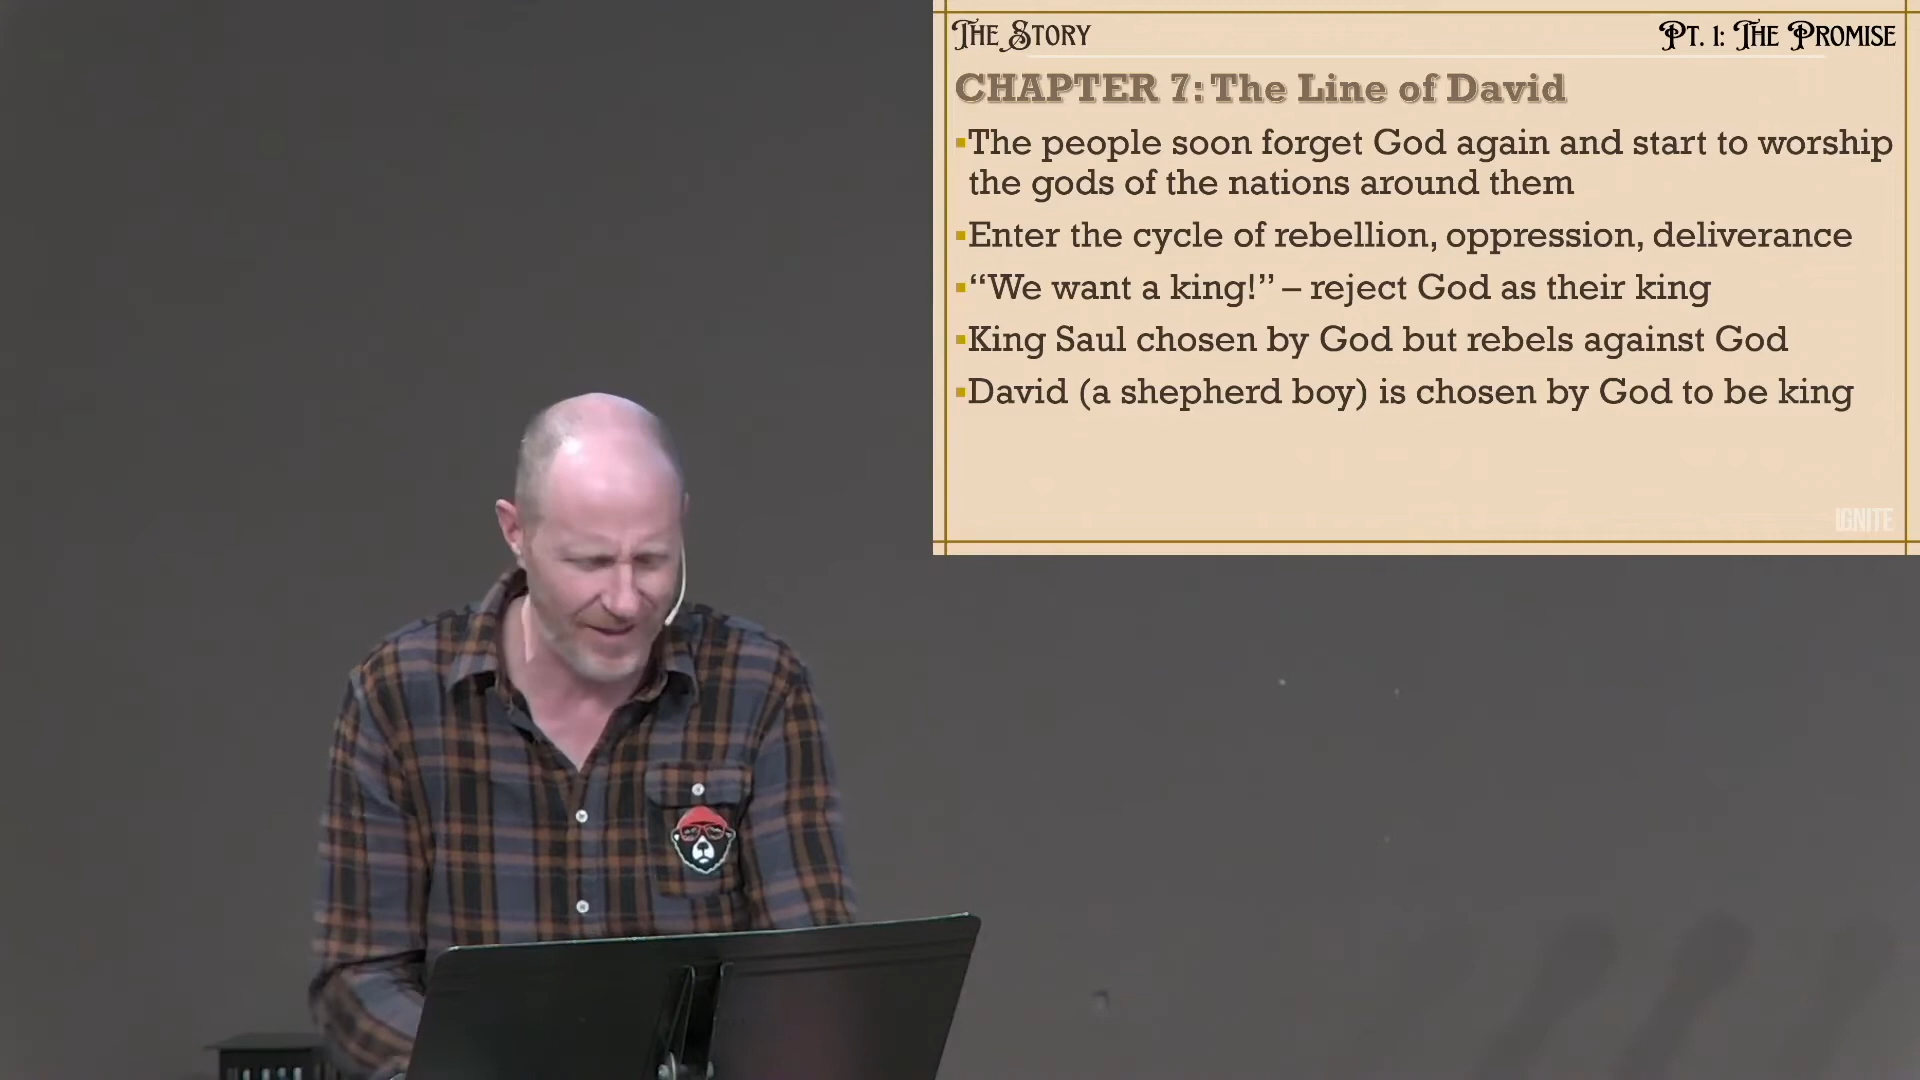 The Story
Pt. 1: The Promise
CHAPTER 7: The Line of David
▪The people soon forget God again and start to worship
the gods of the nations around them
▪Enter the cycle of rebellion, oppression, deliverance
▪“We want a king!” – reject God as their king
▪King Saul chosen by God but rebels against God
▪David (a shepherd boy) is chosen by God to be king
IGNITE